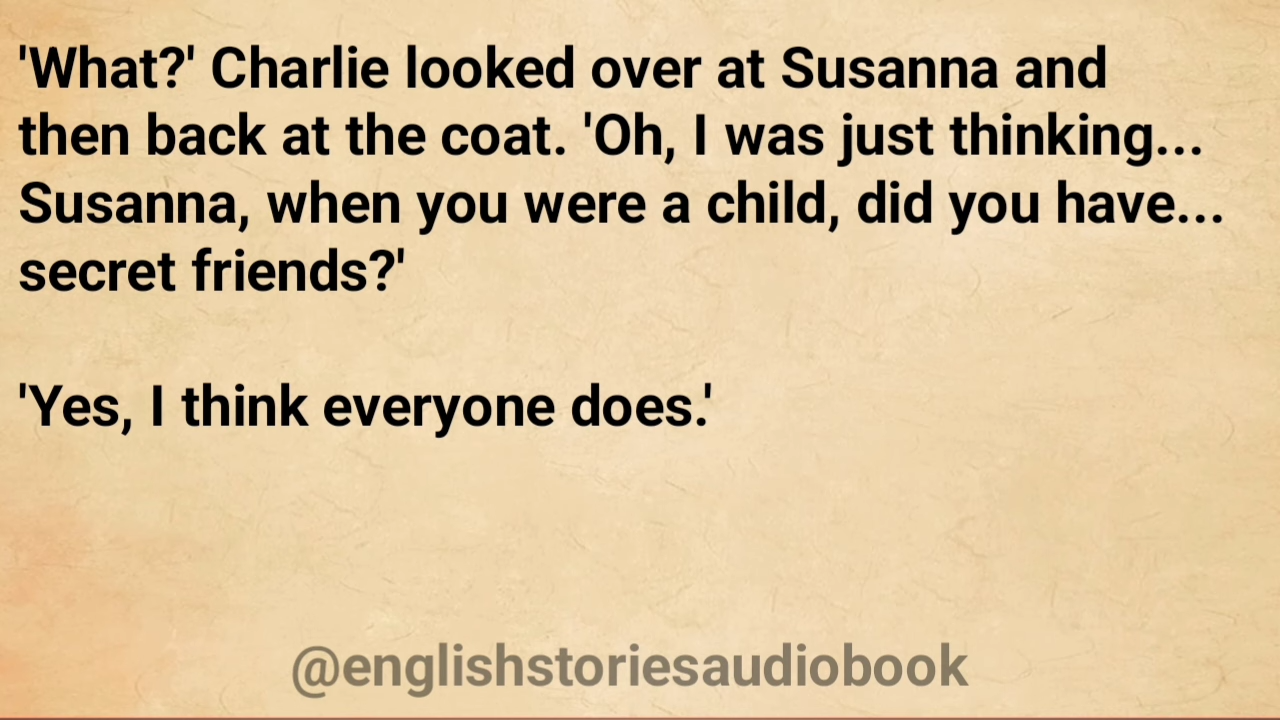 'What?' Charlie looked over at Susanna and
then back at the coat. 'Oh, I was just thinking...
Susanna, when you were a child, did you have...
secret friends?'
'Yes, I think everyone does.'
@englishstoriesaudiobook